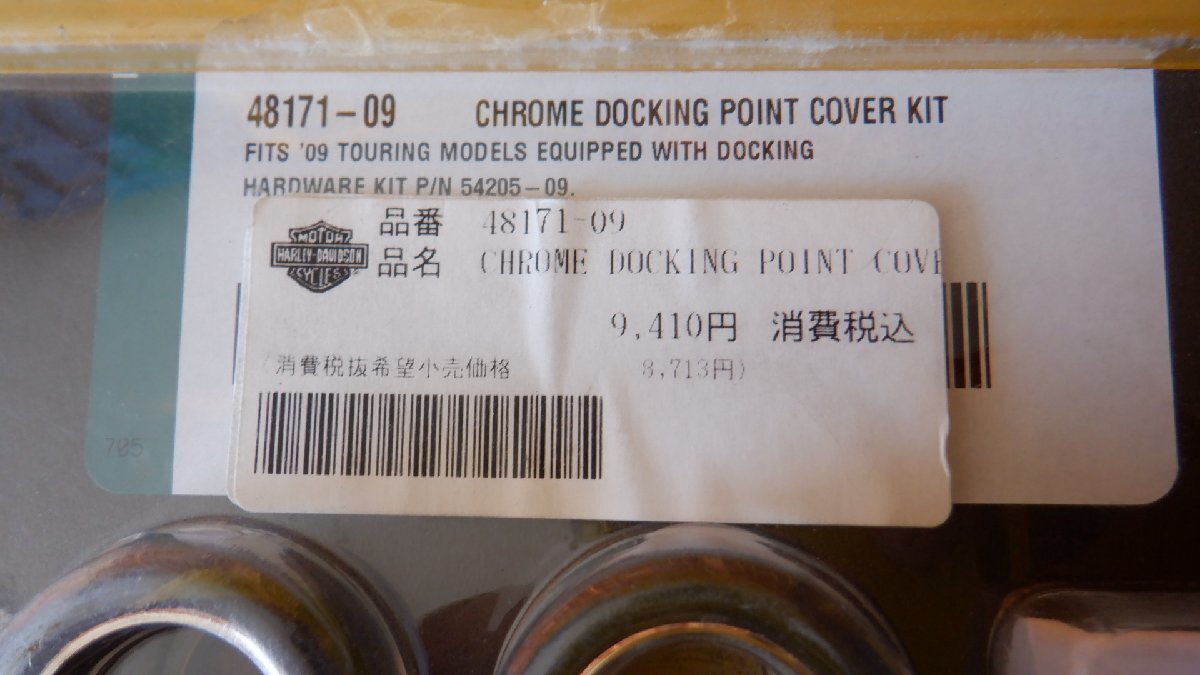 48171-09 CHROME DOCKING POINT COVER KIT
FITS '09 TOURING MODELS EQUIPPED WITH DOCKING
HARDWARE KIT P/N 54205-09.
MOTOR
HARLEY-DAVIDSON
CYCLES
品番 48171-09
品名 CHROME DOCKING POINT COVE
9,410円 消費税込
(消費税抜希望小売価格 8,713円)
705